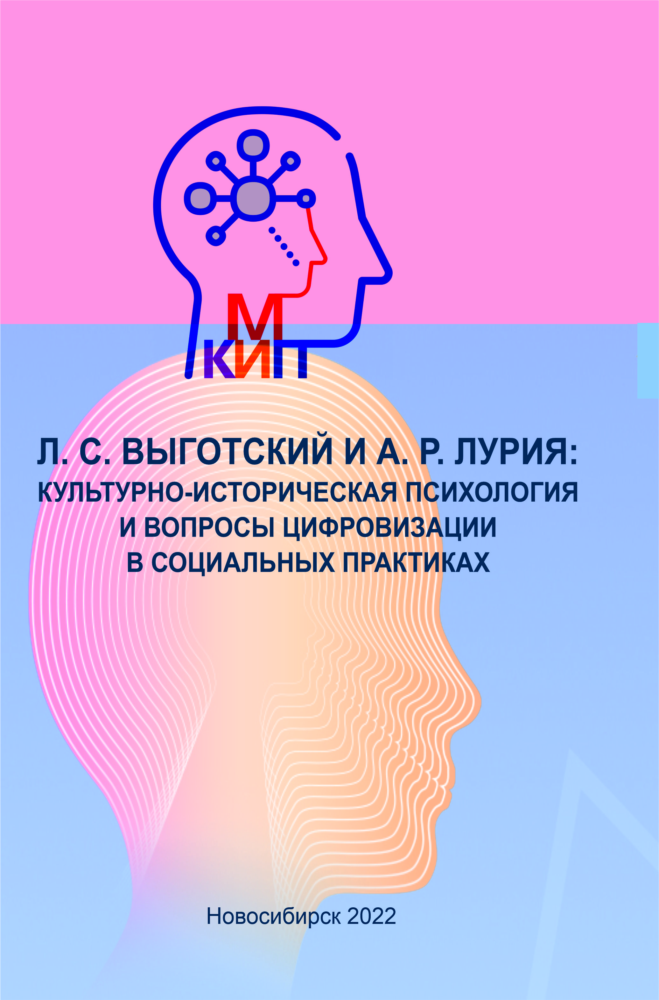 М
КИП
Л. С. ВЫГОТСКИЙ И А. Р. ЛУРИЯ:
КУЛЬТУРНО-ИСТОРИЧЕСКАЯ ПСИХОЛОГИЯ
И ВОПРОСЫ ЦИФРОВИЗАЦИИ
В СОЦИАЛЬНЫХ ПРАКТИКАХ
Новосибирск 2022